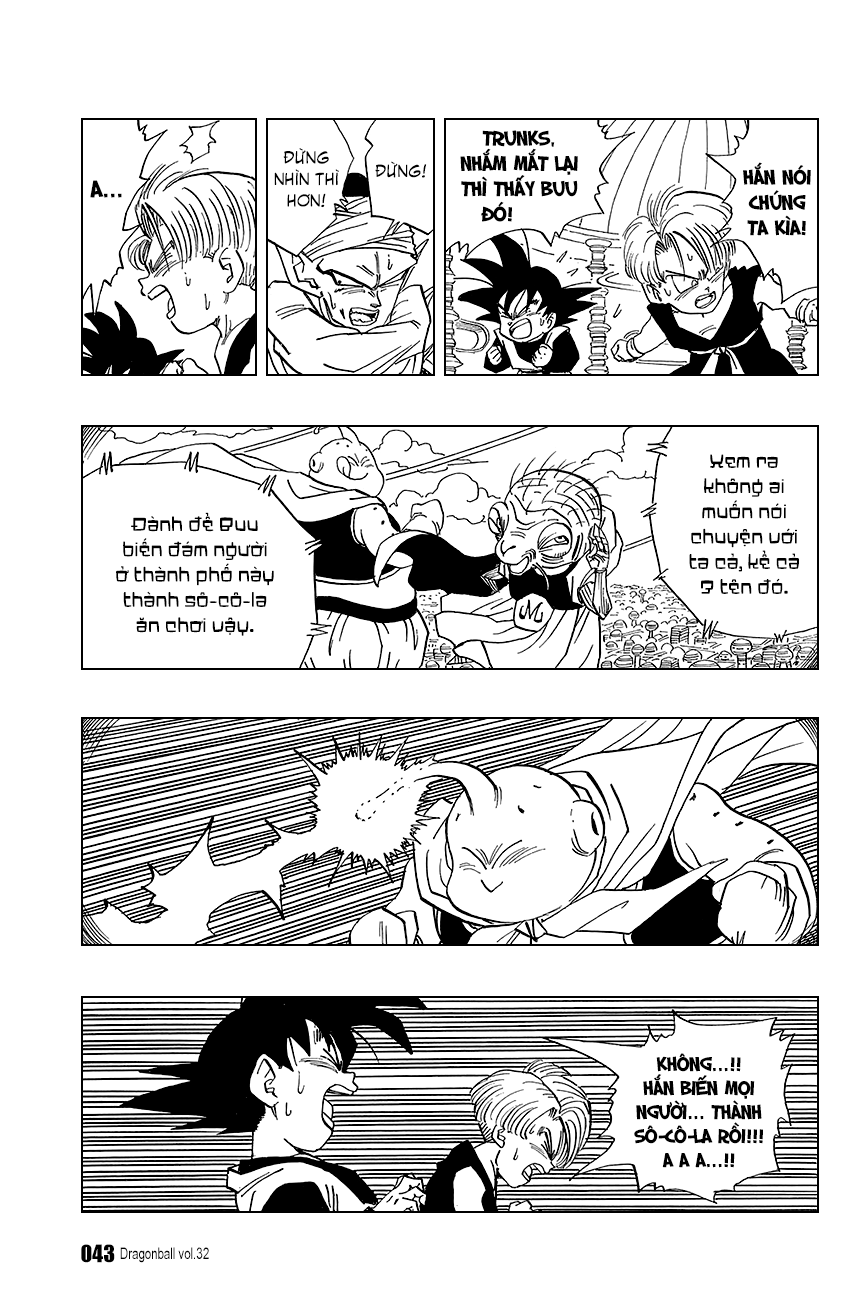 HẮN NÓI
CHÚNG
TA KÌA!
TRUNKS,
NHẮM MẮT LẠI
THÌ THẤY BUU
ĐÓ!
ĐỪNG!
ĐỪNG
NHÌN THÌ
HƠN!
A...
Xem ra
không ai
muốn nói
chuyện với
ta cả, kể cả
3 tên đó.
Đành để Buu
biến đám người
ở thành phố này
thành sô-cô-la
ăn chơi vậy.
M
KHÔNG...!!
HẮN BIẾN MỌI
NGƯỜI... THÀNH
SÔ-CÔ-LA RỒI!!!
A A A...!!
043 Dragonball vol.32